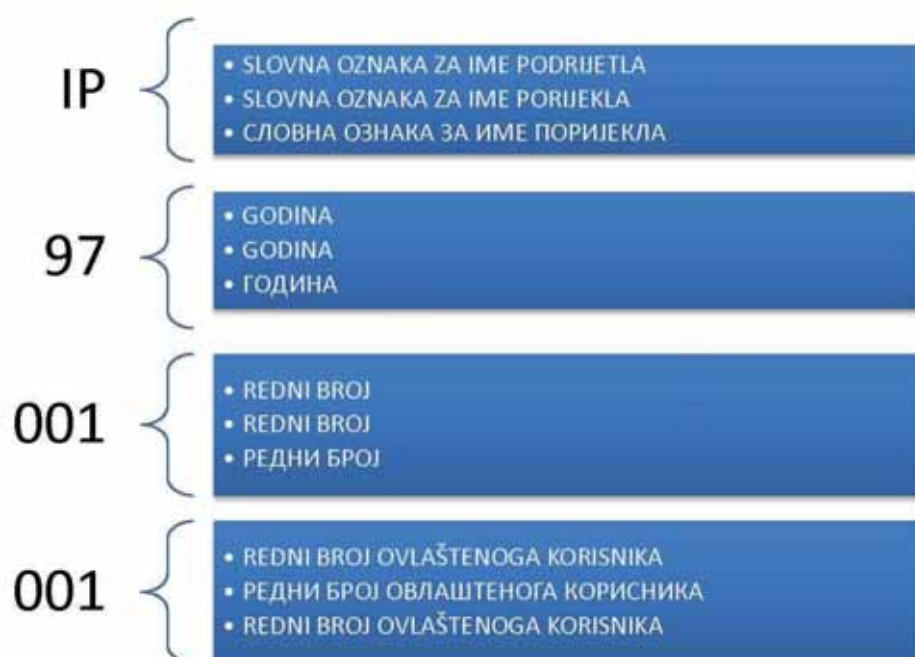 IP
• SLOVNA OZNAKA ZA IME PODRIJETLA
• SLOVNA OZNAKA ZA IME PORIJEKLA
• СЛОВНА ОЗНАКА ЗА ИМЕ ПОРИЈЕКЛА
97
• GODINA
• GODINA
• ГОДИНА
001
• REDNI BROJ
• REDNI BROJ
• РЕДНИ БРОЈ
001
• REDNI BROJ OVLAŠTENOGA KORISNIKA
• РЕДНИ БРОЈ ОВЛАШТЕНОГА КОРИСНИКА
• REDNI BROJ OVLAŠTENOGA KORISNIKA